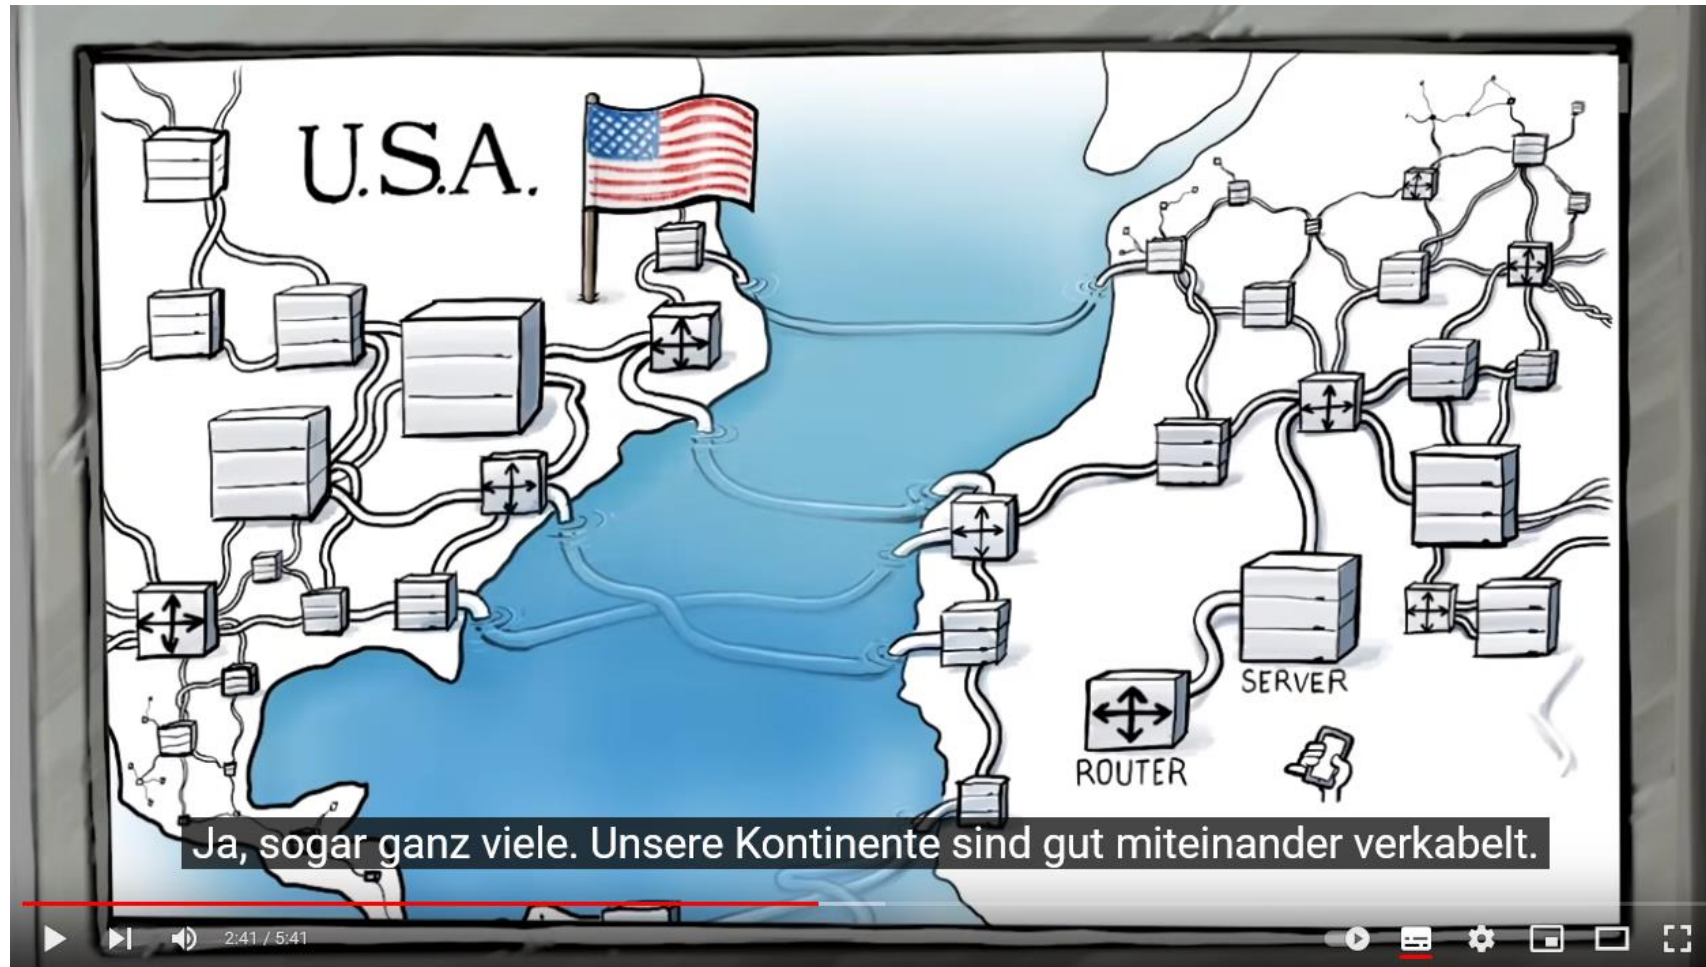 U.S.A.
SERVER
ROUTER
Ja, sogar ganz viele. Unsere Kontinente sind gut miteinander verkabelt.
2:41 / 5:41